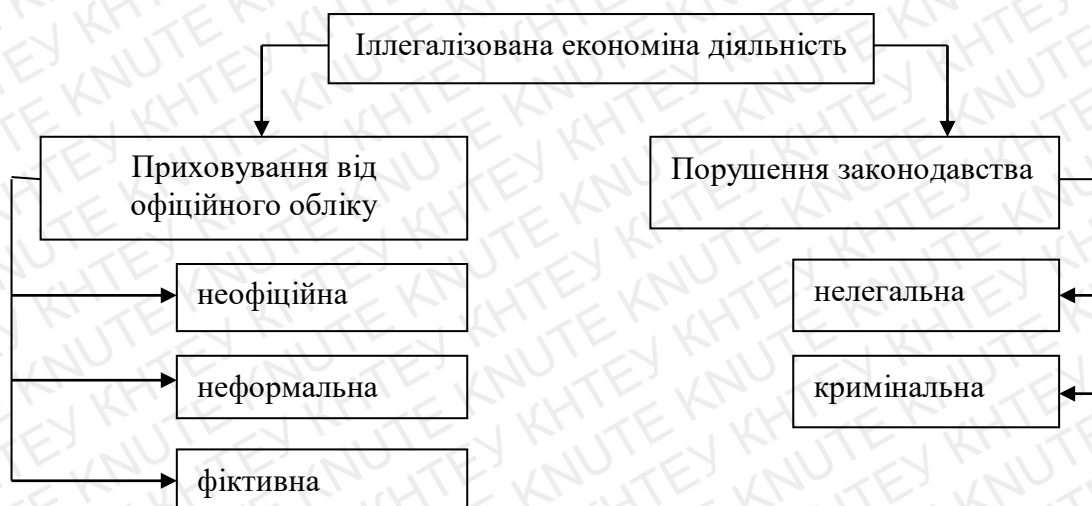 Іллегалізована економіна діяльність
Приховування від
офіційного обліку
Порушення законодавства
неофіційна
нелегальна
неформальна
кримінальна
фіктивна